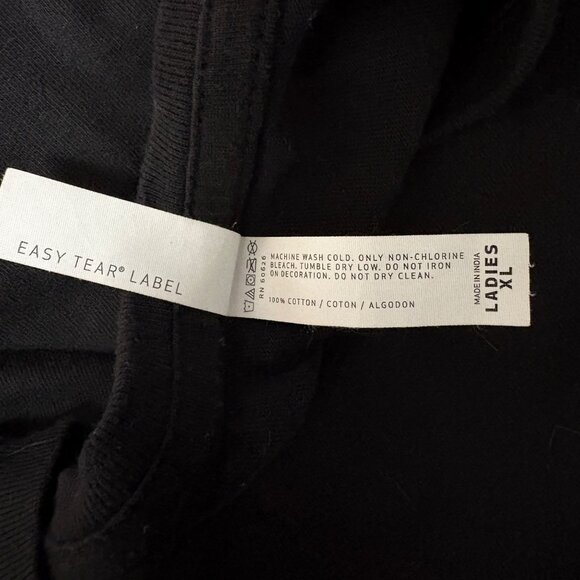 EASY TEAR® LABEL
RN 60626
MACHINE WASH COLD. ONLY NON-CHLORINE
BLEACH. TUMBLE DRY LOW. DO NOT IRON
ON DECORATION. DO NOT DRY CLEAN.
100% COTTON / COTON / ALGODON
MADE IN INDIA
LADIES
XL